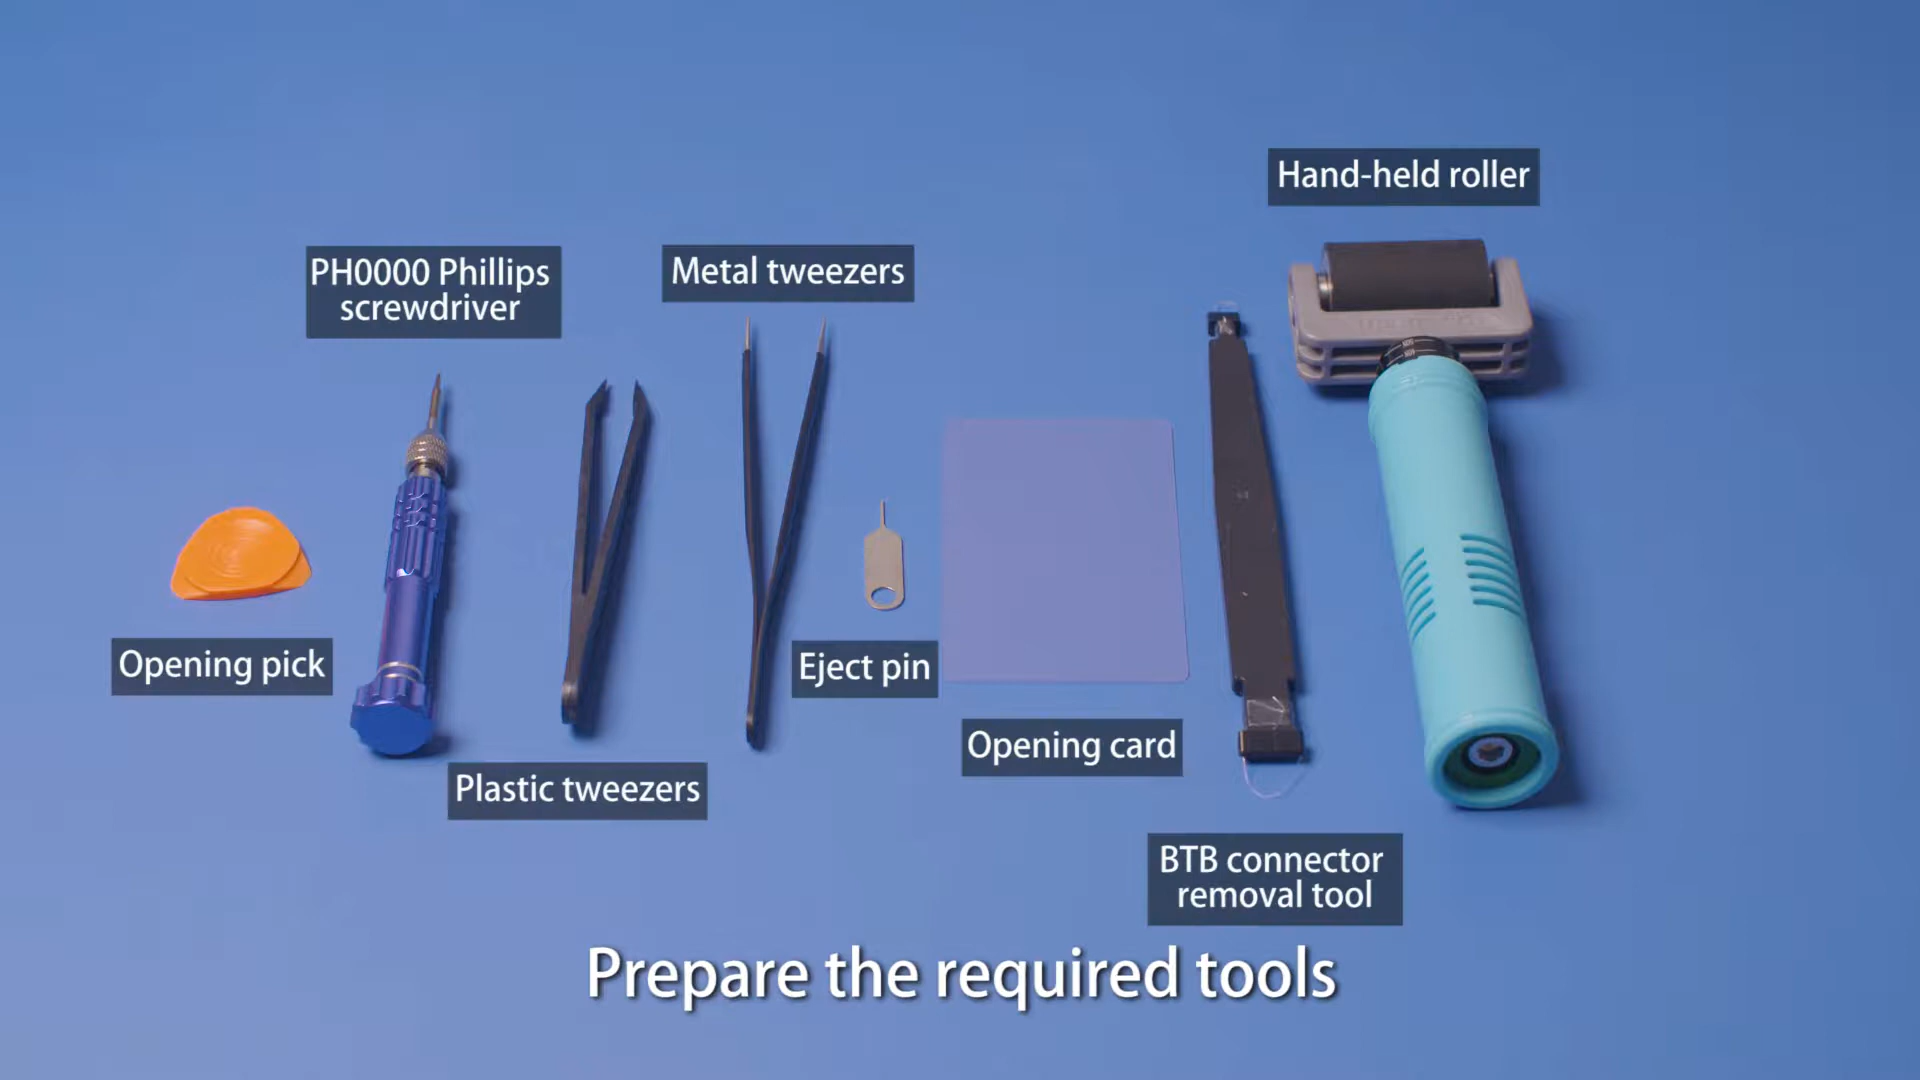 Hand-held roller
PH0000 Phillips
screwdriver
Metal tweezers
Opening pick
Eject pin
Opening card
Plastic tweezers
BTB connector
removal tool
Prepare the required tools